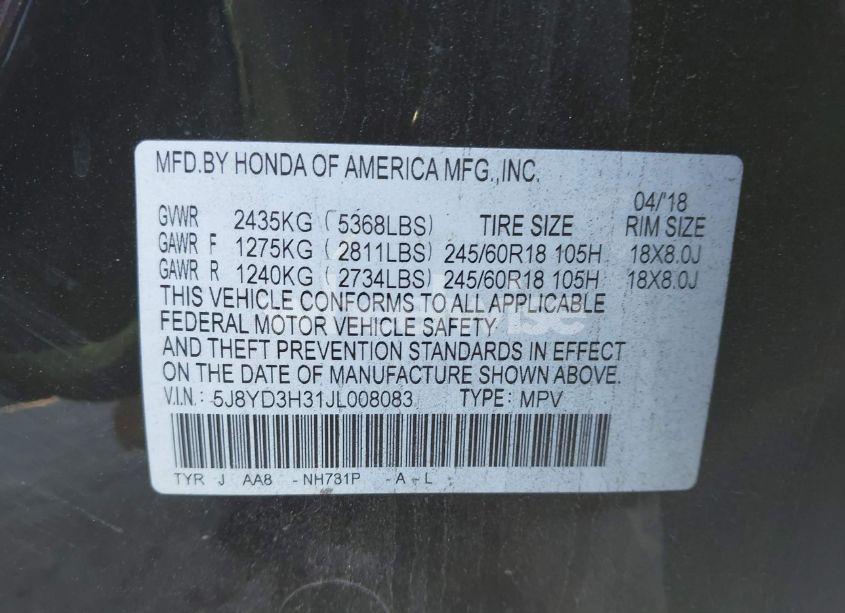 MFD.BY HONDA OF AMERICA MFG.,INC.
04/'18
GVWR 2435KG ( 5368LBS) TIRE SIZE RIM SIZE
GAWR F 1275KG ( 2811LBS) 245/60R18 105H 18X8.0J
GAWR R 1240KG ( 2734LBS) 245/60R18 105H 18X8.0J
THIS VEHICLE CONFORMS TO ALL APPLICABLE
FEDERAL MOTOR VEHICLE SAFETY
AND THEFT PREVENTION STANDARDS IN EFFECT
ON THE DATE OF MANUFACTURE SHOWN ABOVE.
V.I.N.: 5J8YD3H31JL008083 TYPE: MPV
TYR J AA8 -NH731P -A-L